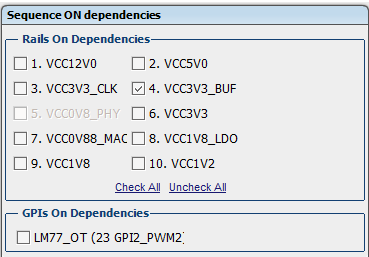 Sequence ON dependencies
Rails On Dependencies
1. VCC12V0 2. VCC5V0
3. VCC3V3_CLK 4. VCC3V3_BUF
5. VCC0V8_PHY 6. VCC3V3
7. VCC0V88_MAC 8. VCC1V8_LDO
9. VCC1V8 10. VCC1V2
Check All Uncheck All
GPIs On Dependencies
LM77_OT (23 GPI2_PWM2)